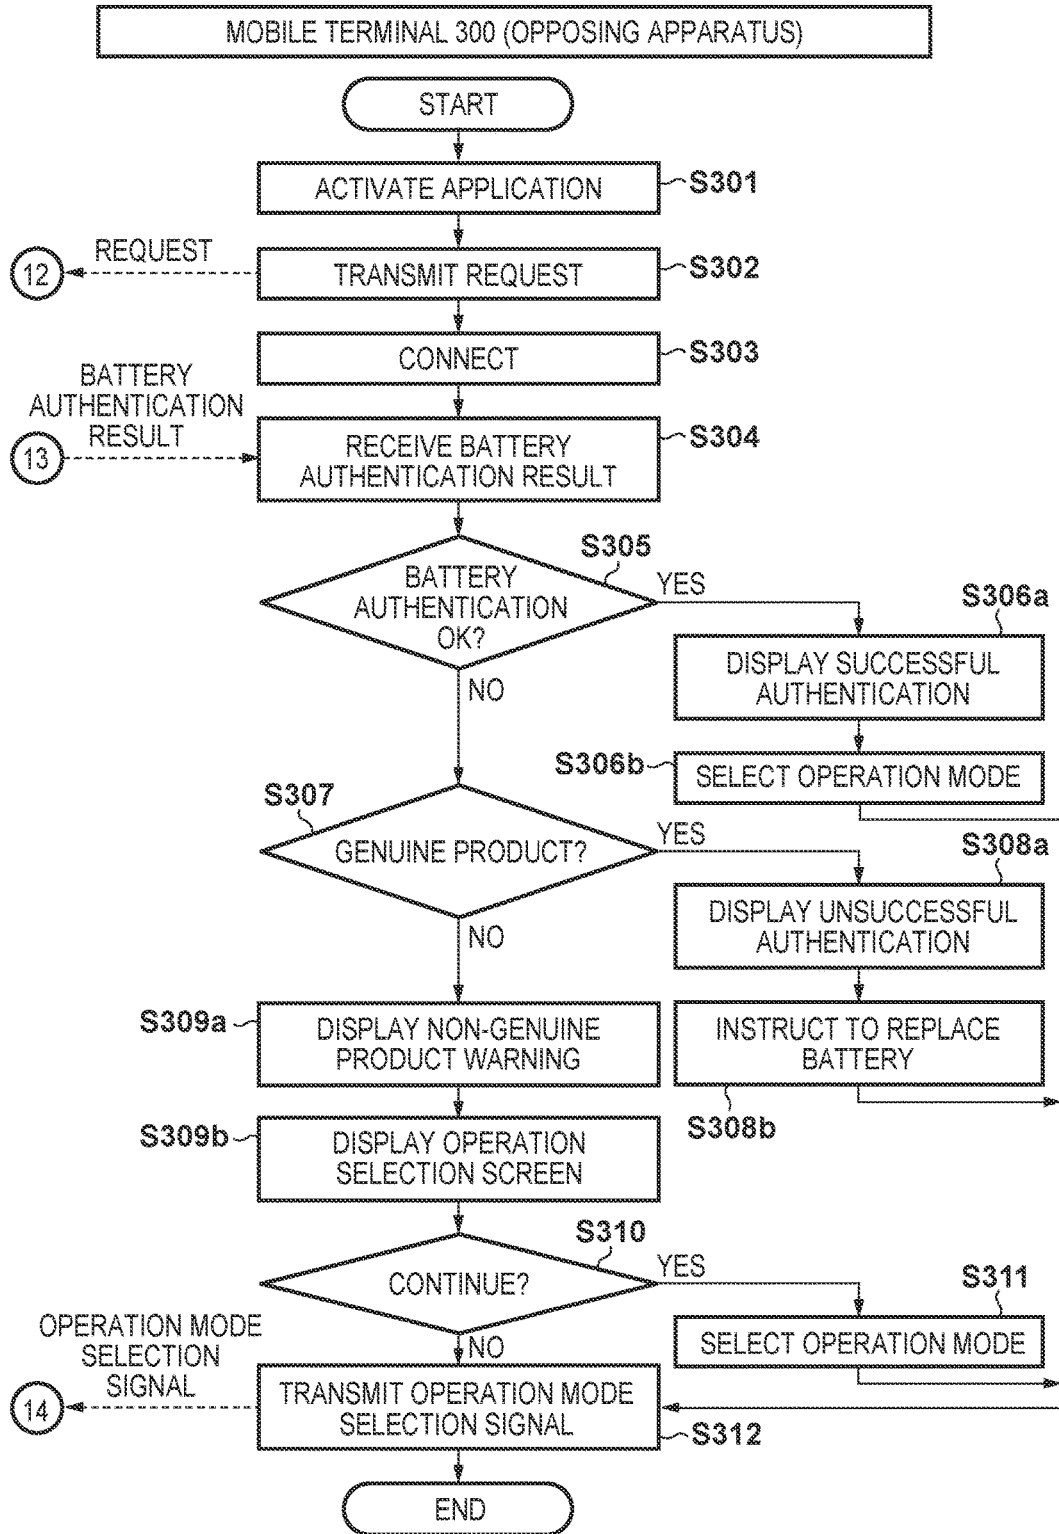 MOBILE TERMINAL 300 (OPPOSING APPARATUS)
START
ACTIVATE APPLICATION
S301
REQUEST
12
TRANSMIT REQUEST
S302
CONNECT
S303
BATTERY
AUTHENTICATION
RESULT
13
RECEIVE BATTERY
AUTHENTICATION RESULT
S304
BATTERY
AUTHENTICATION
OK?
S305
YES
NO
S306a
DISPLAY SUCCESSFUL
AUTHENTICATION
S306b
SELECT OPERATION MODE
S307
GENUINE PRODUCT?
YES
NO
S308a
DISPLAY UNSUCCESSFUL
AUTHENTICATION
INSTRUCT TO REPLACE
BATTERY
S308b
S309a
DISPLAY NON-GENUINE
PRODUCT WARNING
S309b
DISPLAY OPERATION
SELECTION SCREEN
S310
CONTINUE?
YES
NO
S311
SELECT OPERATION MODE
OPERATION MODE
SELECTION
SIGNAL
14
TRANSMIT OPERATION MODE
SELECTION SIGNAL
S312
END